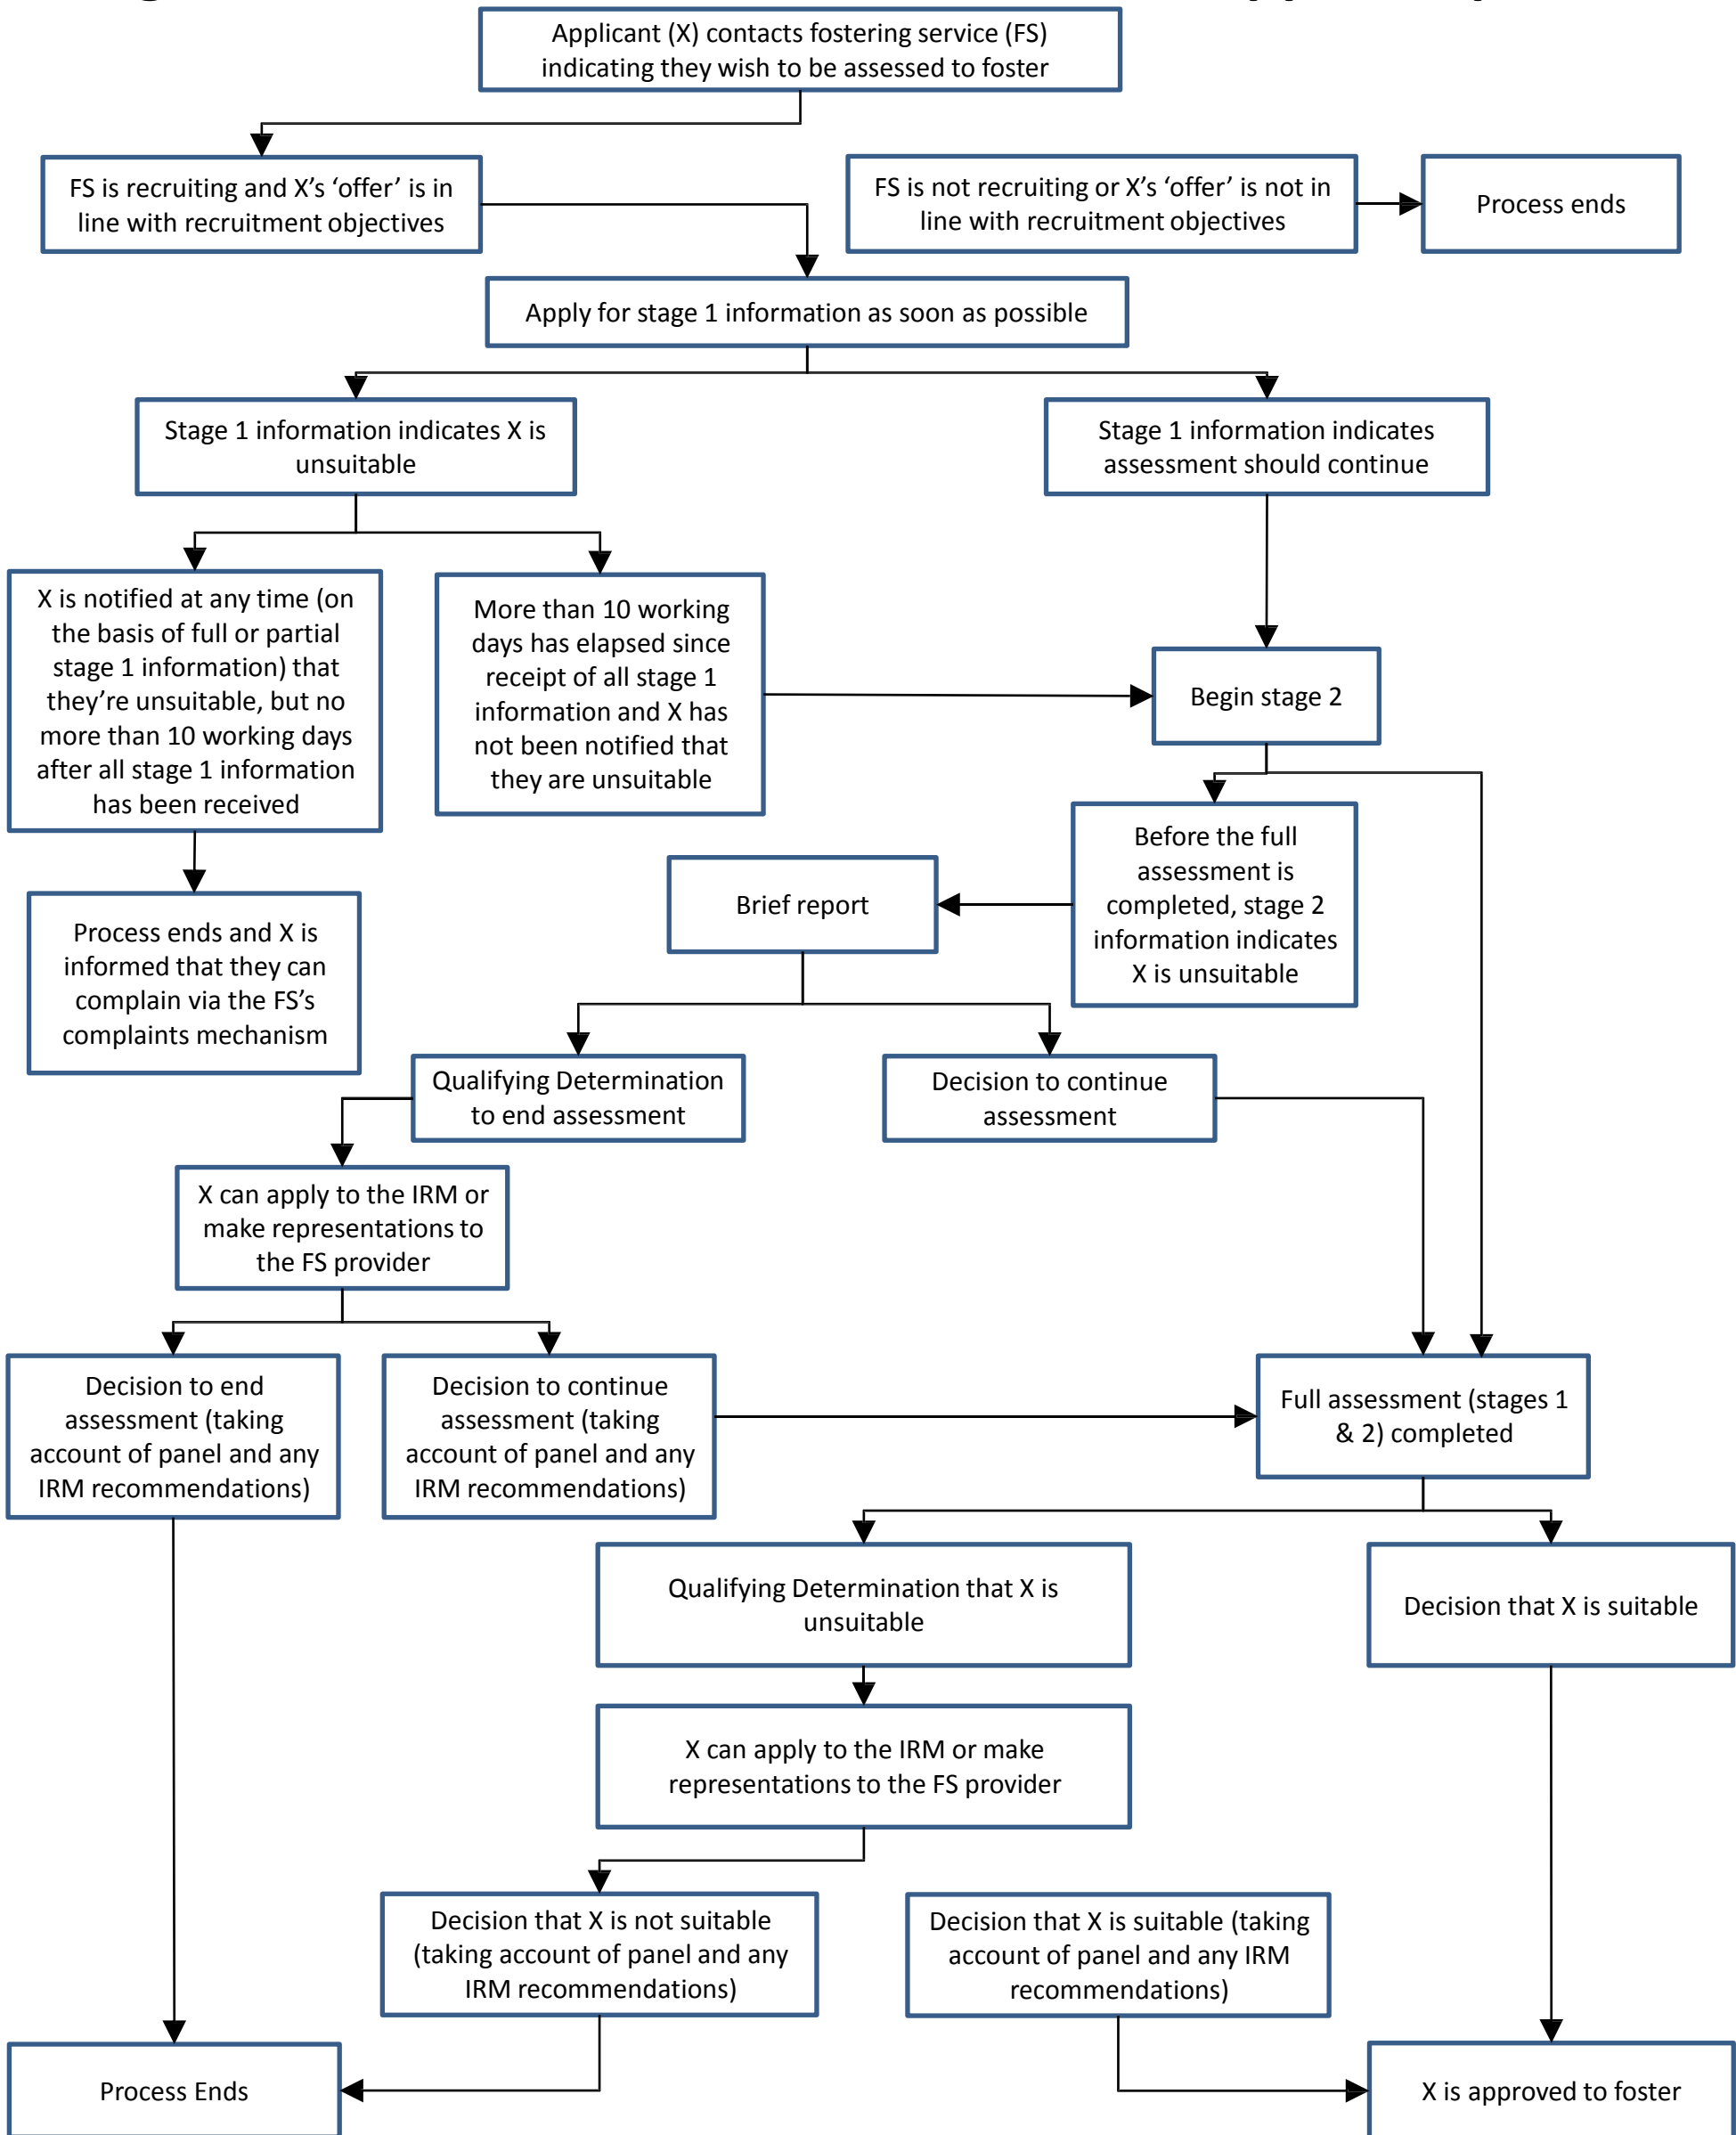 Applicant (X) contacts fostering service (FS)
indicating they wish to be assessed to foster
FS is recruiting and X’s ‘offer’ is in
line with recruitment objectives
FS is not recruiting or X’s ‘offer’ is not in
line with recruitment objectives
Process ends
Apply for stage 1 information as soon as possible
Stage 1 information indicates X is
unsuitable
Stage 1 information indicates
assessment should continue
X is notified at any time (on
the basis of full or partial
stage 1 information) that
they’re unsuitable, but no
more than 10 working days
after all stage 1 information
has been received
More than 10 working
days has elapsed since
receipt of all stage 1
information and X has
not been notified that
they are unsuitable
Begin stage 2
Before the full
assessment is
completed, stage 2
information indicates
X is unsuitable
Brief report
Process ends and X is
informed that they can
complain via the FS’s
complaints mechanism
Qualifying Determination
to end assessment
Decision to continue
assessment
X can apply to the IRM or
make representations to
the FS provider
Decision to end
assessment (taking
account of panel and any
IRM recommendations)
Decision to continue
assessment (taking
account of panel and any
IRM recommendations)
Full assessment (stages 1
& 2) completed
Qualifying Determination that X is
unsuitable
Decision that X is suitable
X can apply to the IRM or make
representations to the FS provider
Decision that X is not suitable
(taking account of panel and any
IRM recommendations)
Decision that X is suitable (taking
account of panel and any IRM
recommendations)
Process Ends
X is approved to foster